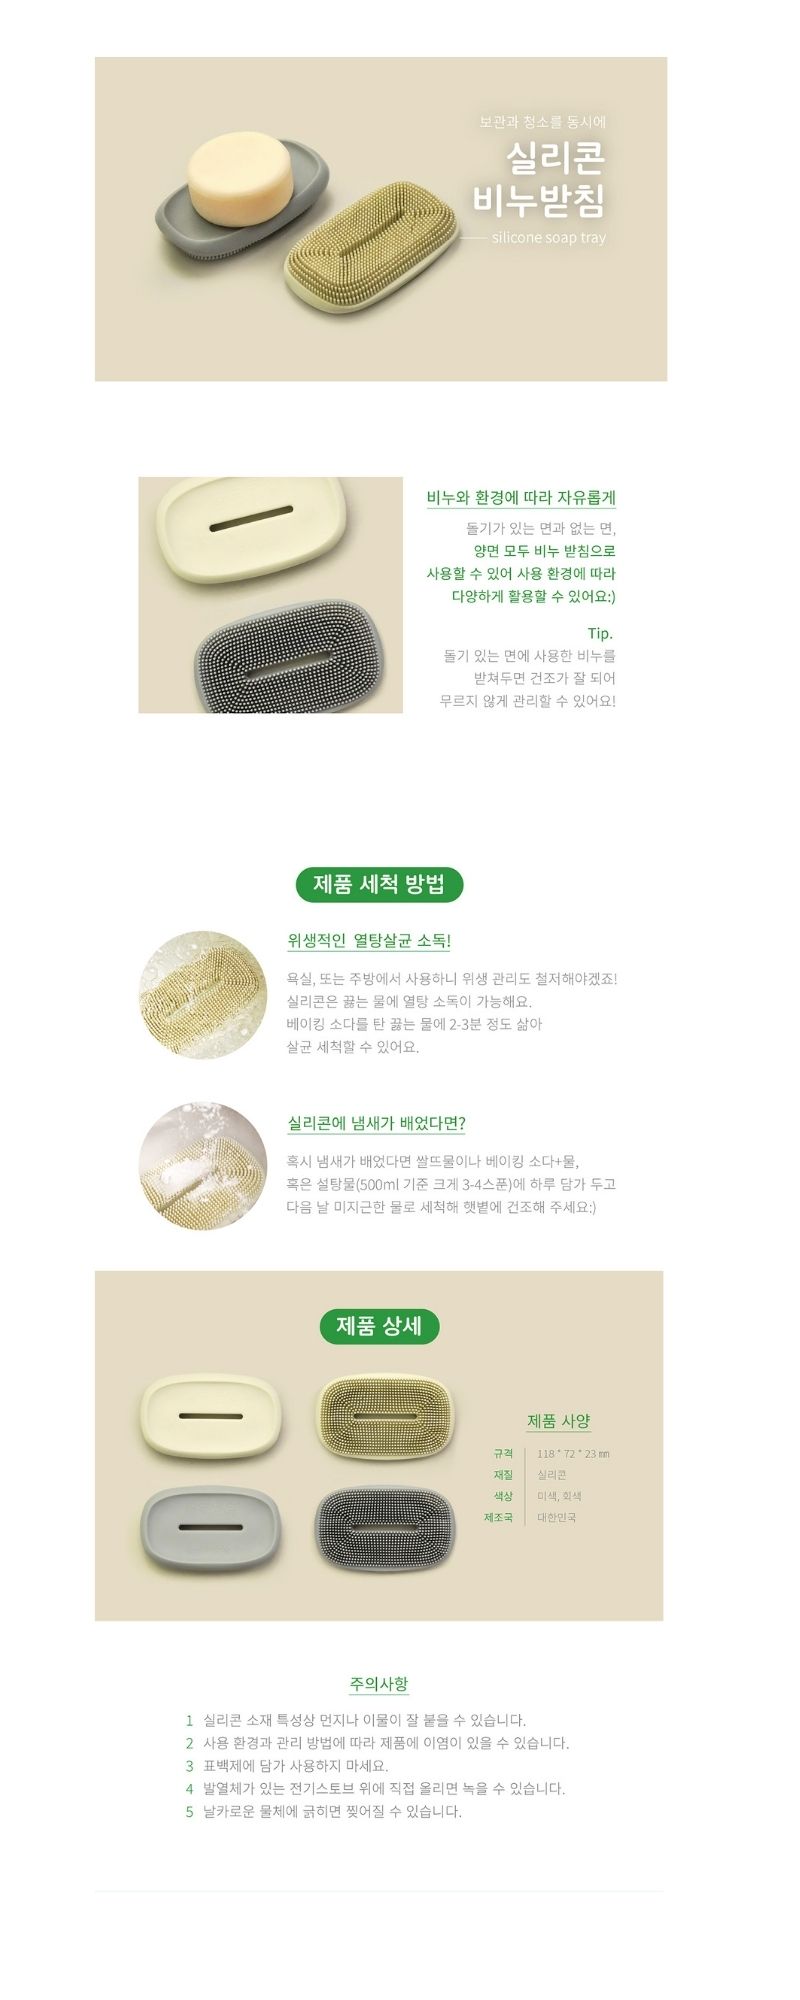 보관과 청소를 동시에
실리콘
비누받침
silicone soap tray
비누와 환경에 따라 자유롭게
돌기가 있는 면과 없는 면,
양면 모두 비누 받침으로
사용할 수 있어 사용 환경에 따라
다양하게 활용할 수 있어요:)
Tip.
돌기 있는 면에 사용한 비누를
받쳐두면 건조가 잘 되어
무르지 않게 관리할 수 있어요!
제품 세척 방법
위생적인 열탕살균 소독!
욕실, 또는 주방에서 사용하니 위생 관리도 철저해야겠죠!
실리콘은 끓는 물에 열탕 소독이 가능해요.
베이킹 소다를 탄 끓는 물에 2-3분 정도 삶아
살균 세척할 수 있어요.
실리콘에 냄새가 배었다면?
혹시 냄새가 배었다면 쌀뜨물이나 베이킹 소다+물,
혹은 설탕물(500ml 기준 크게 3-4스푼)에 하루 담가 두고
다음 날 미지근한 물로 세척해 햇볕에 건조해 주세요:)
제품 상세
제품 사양
규격 118 * 72 * 23 ㎜
재질 실리콘
색상 미색, 회색
제조국 대한민국
주의사항
1 실리콘 소재 특성상 먼지나 이물이 잘 붙을 수 있습니다.
2 사용 환경과 관리 방법에 따라 제품에 이염이 있을 수 있습니다.
3 표백제에 담가 사용하지 마세요.
4 발열체가 있는 전기스토브 위에 직접 올리면 녹을 수 있습니다.
5 날카로운 물체에 긁히면 찢어질 수 있습니다.